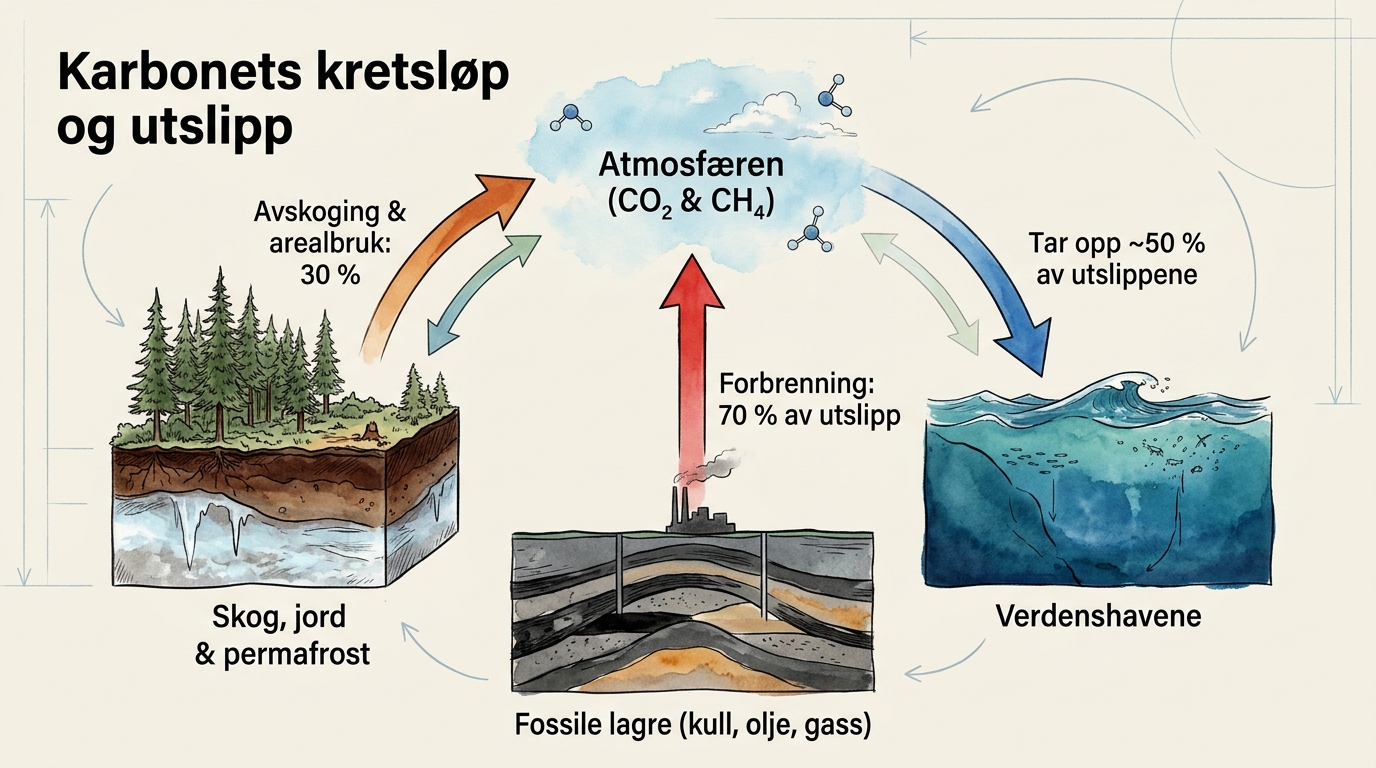 Karbonets kretsløp
og utslipp
Atmosfæren
(CO₂ & CH₄)
Avskoging &
arealbruk:
30 %
Tar opp ~50 %
av utslippene
Forbrenning:
70 % av utslipp
Skog, jord
& permafrost
Verdenshavene
Fossile lagre (kull, olje, gass)